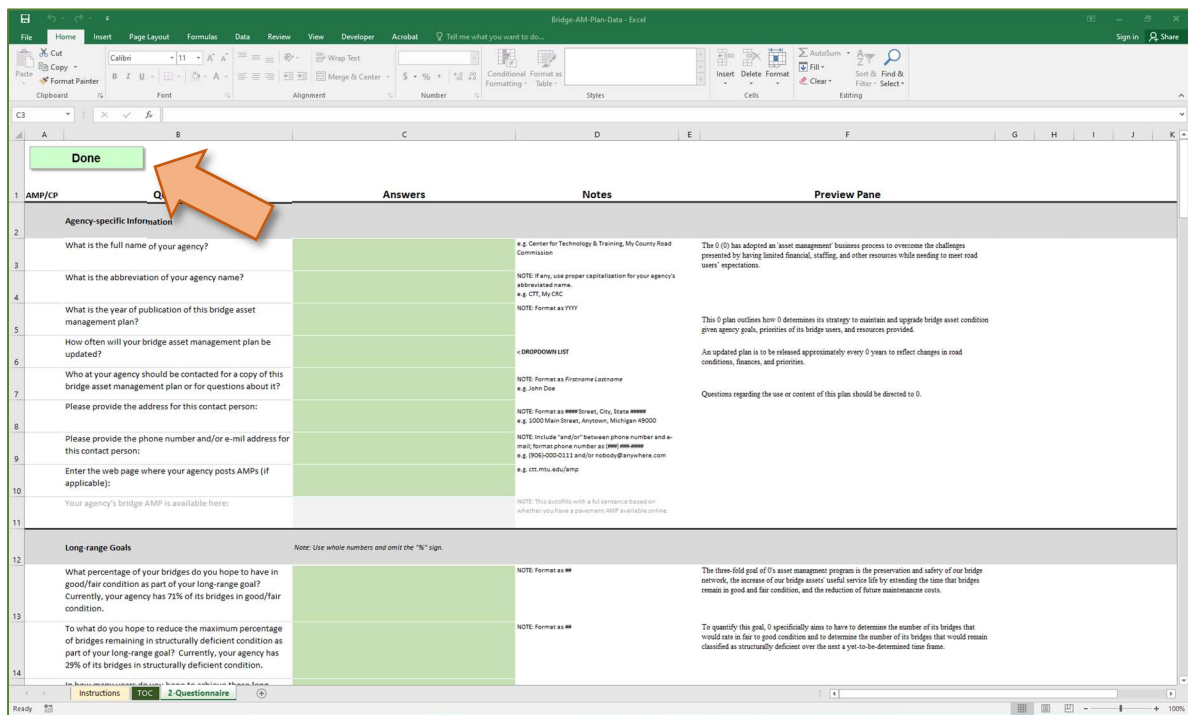 Bridge-AM-Plan-Data - Excel
File Home Insert Page Layout Formulas Data Review View Developer Acrobat Tell me what you want to do... Sign in Share
Cut
Copy
Format Painter
Paste
Clipboard
Calibri 11
B I U
Font
Wrap Text
Merge & Center
Alignment
$ % ,
Number
Conditional Formatting
Format as Table
Styles
Insert Delete Format
Cells
AutoSum
Fill
Clear
Sort & Filter
Find & Select
Editing
C3
fx
A B C D E F G H I J K
Done
1 AMP/CP Answers Notes Preview Pane
2 Agency-specific Information
3 What is the full name of your agency?
e.g. Center for Technology & Training, My County Road
Commission
The 0 (0) has adopted an 'asset management' business process to overcome the challenges
presented by having limited financial, staffing, and other resources while needing to meet road
users' expectations.
4 What is the abbreviation of your agency name?
NOTE: If any, use proper capitalization for your agency's
abbreviated name.
e.g. CTT, My CRC
5 What is the year of publication of this bridge asset
management plan?
NOTE: Format as YYYY
This 0 plan outlines how 0 determines its strategy to maintain and upgrade bridge asset condition
given agency goals, priorities of its bridge users, and resources provided.
6 How often will your bridge asset management plan be
updated?
< DROPDOWN LIST
An updated plan is to be released approximately every 0 years to reflect changes in road
conditions, finances, and priorities.
7 Who at your agency should be contacted for a copy of this
bridge asset management plan or for questions about it?
NOTE: Format as Firstname Lastname
e.g. John Doe
Questions regarding the use or content of this plan should be directed to 0.
8 Please provide the address for this contact person:
NOTE: Format as #### Street, City, State #####
e.g. 1000 Main Street, Anytown, Michigan 49000
9 Please provide the phone number and/or e-mil address for
this contact person:
NOTE: Include "and/or" between phone number and e-
mail; format phone number as (###) ###-####
e.g. (906)-000-0111 and/or nobody@anywhere.com
10 Enter the web page where your agency posts AMPs (if
applicable):
e.g. ctt.mtu.edu/amp
11 Your agency's bridge AMP is available here:
NOTE: This autofills with a ful sentance based on
whether you have a pavement AMP available online.
12 Long-range Goals Note: Use whole numbers and omit the "%" sign.
13 What percentage of your bridges do you hope to have in
good/fair condition as part of your long-range goal?
Currently, your agency has 71% of its bridges in good/fair
condition.
NOTE: Format as ##
The three-fold goal of 0's asset managment program is the preservation and safety of our bridge
network, the increase of our bridge assets' useful service life by extending the time that bridges
remain in good and fair condition, and the reduction of future maintenancne costs.
14 To what do you hope to reduce the maximum percentage
of bridges remaining in structurally deficient condition as
part of your long-range goal? Currently, your agency has
29% of its bridges in structurally deficient condition.
NOTE: Format as ##
To quantify this goal, 0 specificially aims to have to determine the number of its bridges that
would rate in fair to good condition and to determine the number of its bridges that would remain
classified as structurally deficient over the next a yet-to-be-determined time frame.
Instructions TOC 2-Questionnaire
Ready 100%